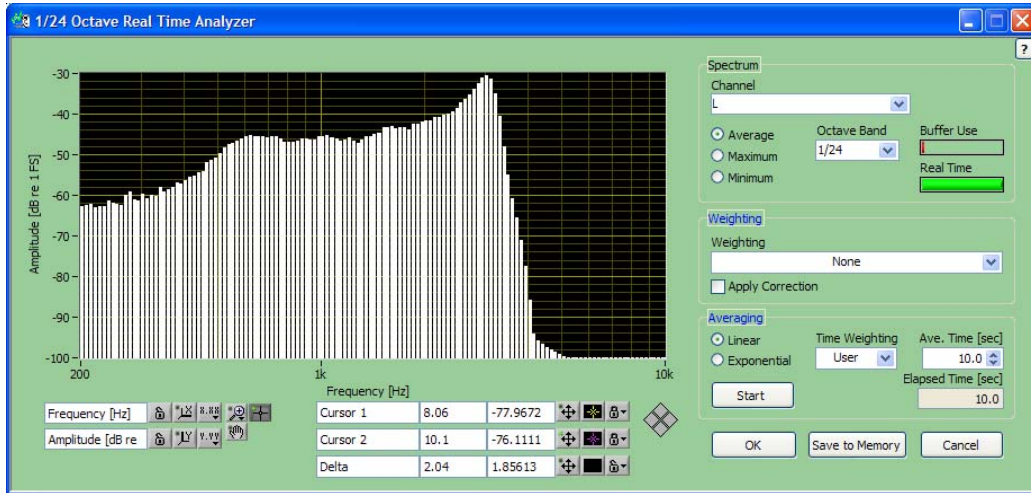 1/24 Octave Real Time Analyzer
?
Amplitude [dB re 1 FS]
-30
-40
-50
-60
-70
-80
-90
-100
200
1k
10k
Frequency [Hz]
Frequency [Hz]
Amplitude [dB re
Cursor 1 8.06 -77.9672
Cursor 2 10.1 -76.1111
Delta 2.04 1.85613
Spectrum
Channel
L
Average
Maximum
Minimum
Octave Band
1/24
Buffer Use
Real Time
Weighting
Weighting
None
Apply Correction
Averaging
Linear
Exponential
Time Weighting
User
Ave. Time [sec]
10.0
Elapsed Time [sec]
10.0
Start
OK
Save to Memory
Cancel